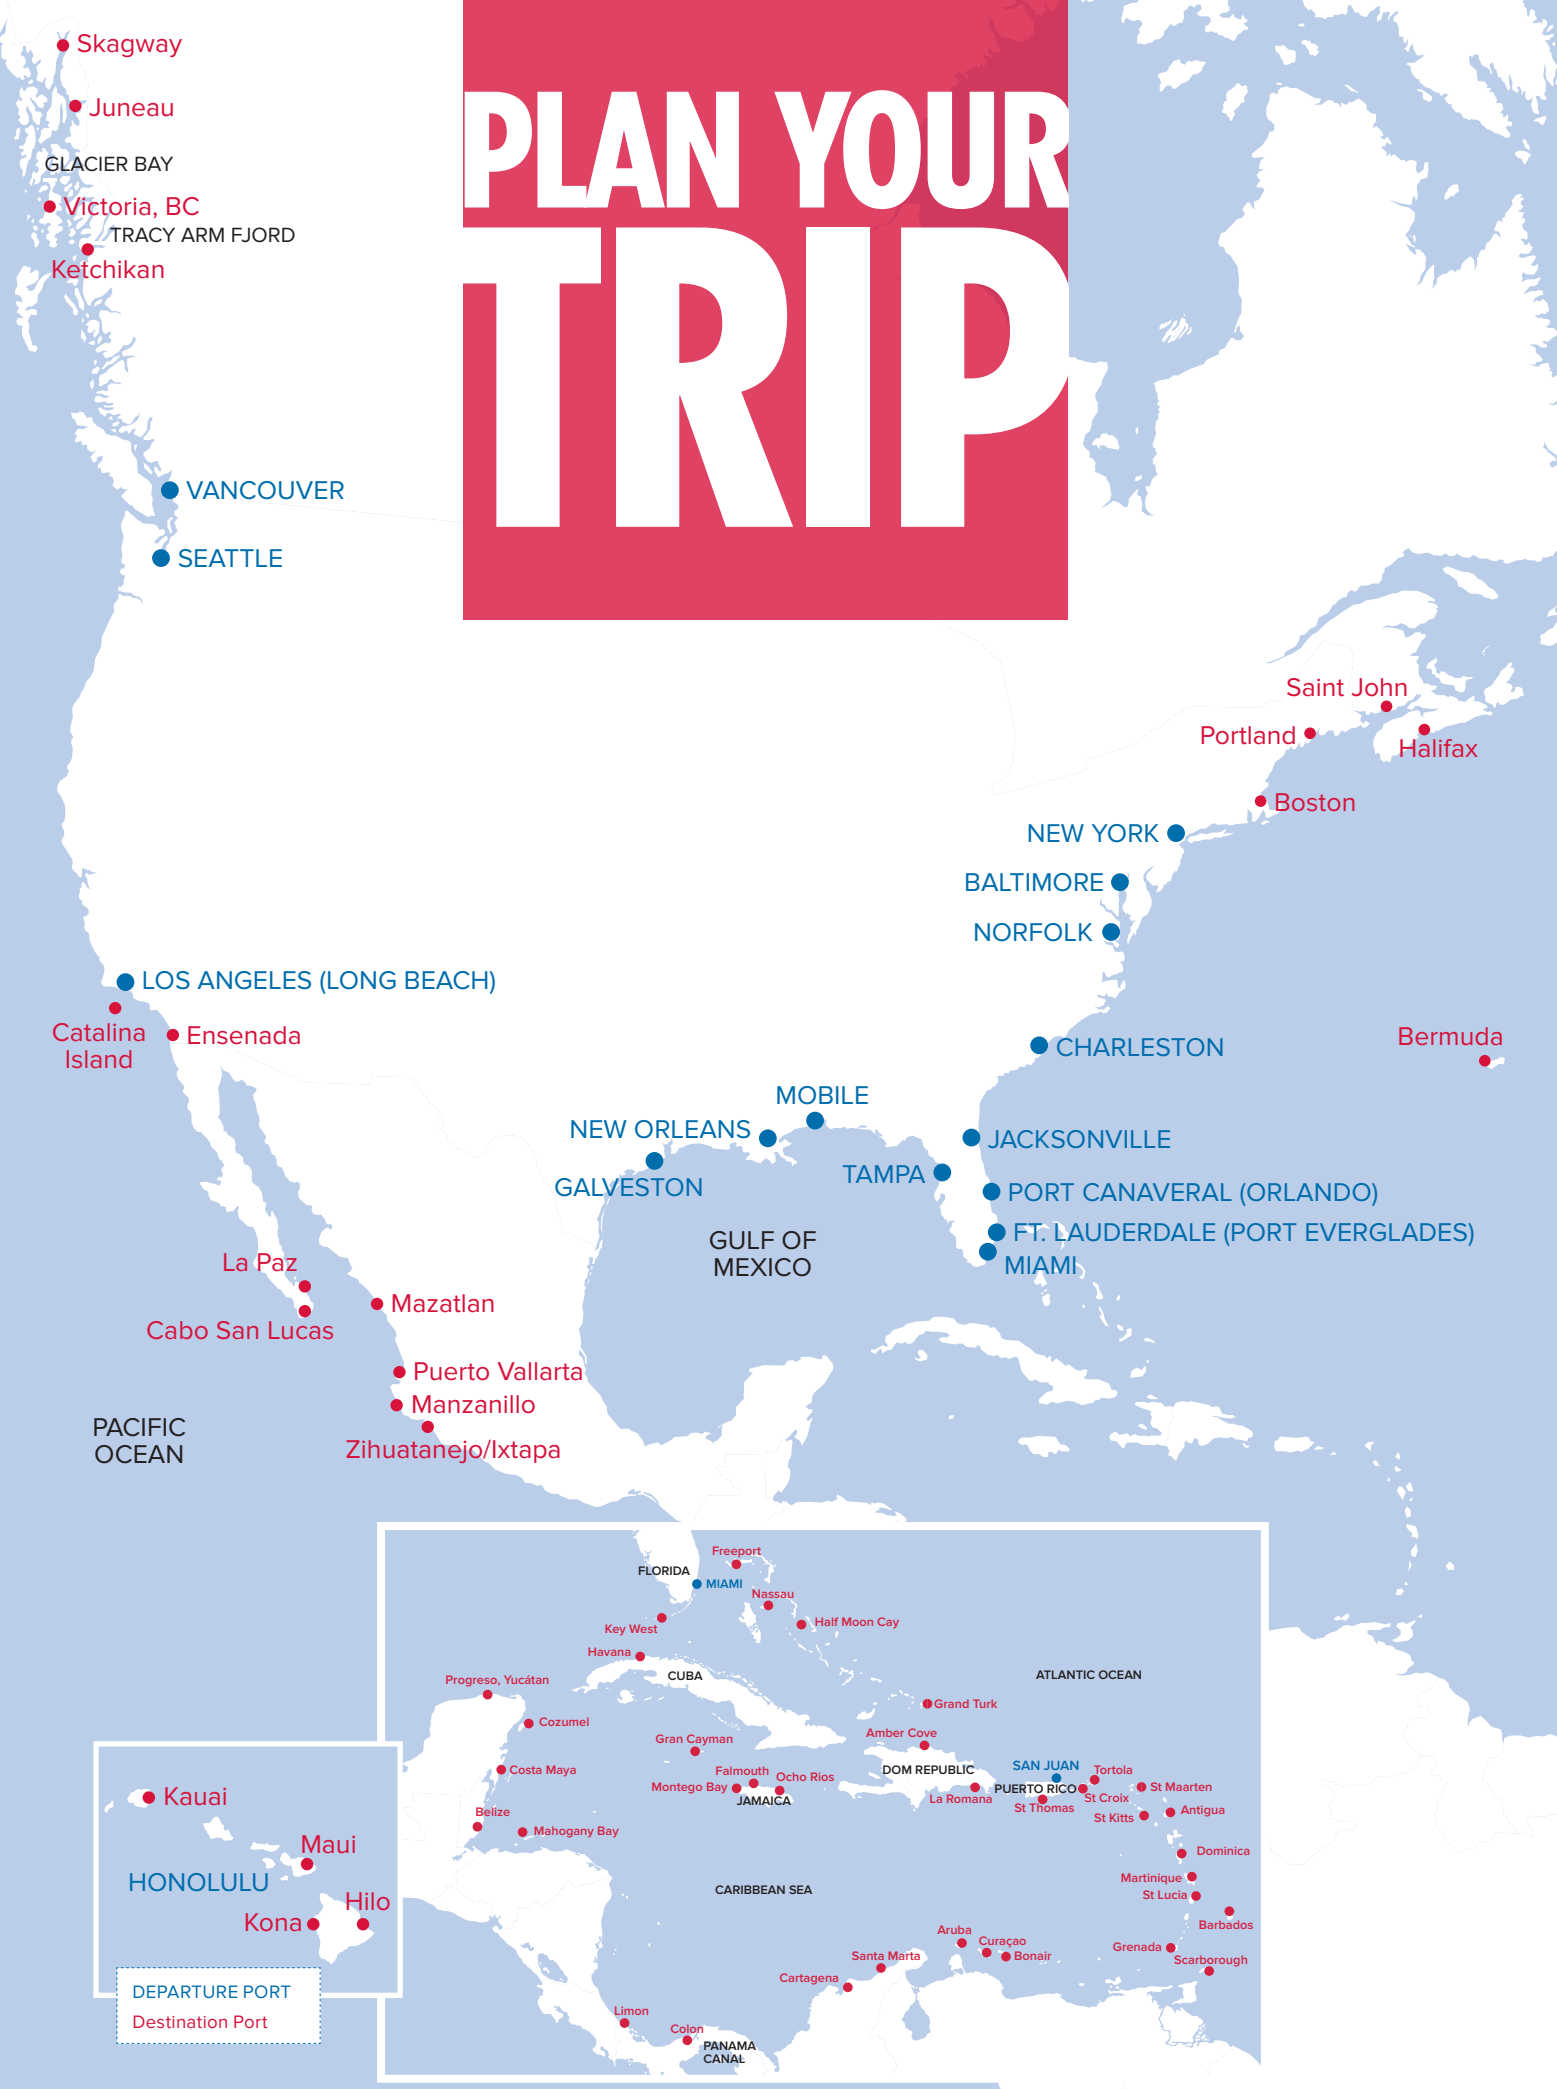 PLAN YOUR
TRIP
Skagway
Juneau
GLACIER BAY
Victoria, BC
TRACY ARM FJORD
Ketchikan
VANCOUVER
SEATTLE
Saint John
Portland
Halifax
Boston
NEW YORK
BALTIMORE
NORFOLK
LOS ANGELES (LONG BEACH)
Catalina
Island
Ensenada
Bermuda
CHARLESTON
MOBILE
NEW ORLEANS
JACKSONVILLE
GALVESTON
TAMPA
PORT CANAVERAL (ORLANDO)
FT. LAUDERDALE (PORT EVERGLADES)
MIAMI
GULF OF
MEXICO
La Paz
Cabo San Lucas
Mazatlan
Puerto Vallarta
Manzanillo
Zihuatanejo/Ixtapa
PACIFIC
OCEAN
Freeport
FLORIDA
MIAMI
Nassau
Half Moon Cay
Key West
Havana
CUBA
ATLANTIC OCEAN
Progreso, Yucátan
Cozumel
Grand Turk
Gran Cayman
Amber Cove
Costa Maya
Falmouth
Ocho Rios
Montego Bay
JAMAICA
DOM REPUBLIC
La Romana
SAN JUAN
PUERTO RICO
Tortola
St Thomas
St Croix
St Maarten
St Kitts
Antigua
Belize
Mahogany Bay
Dominica
Martinique
St Lucia
CARIBBEAN SEA
Barbados
Aruba
Curaçao
Bonair
Grenada
Scarborough
Santa Marta
Cartagena
Limon
Colon
PANAMA
CANAL
Kauai
Maui
HONOLULU
Hilo
Kona
DEPARTURE PORT
Destination Port